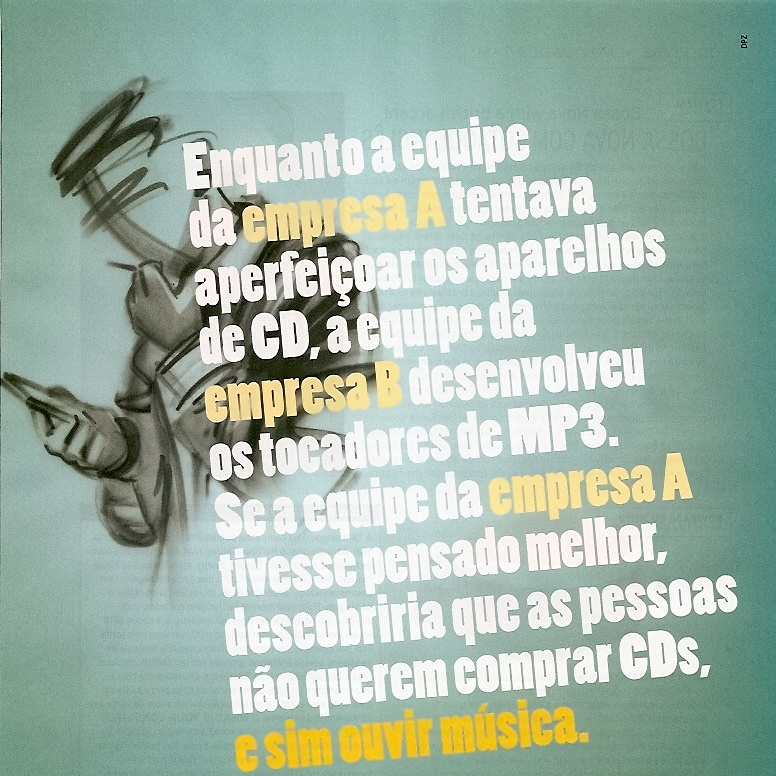 DPZ
Enquanto a equipe
da empresa A tentava
aperfeiçoar os aparelhos
de CD, a equipe da
empresa B desenvolveu
os tocadores de MP3.
Se a equipe da empresa A
tivesse pensado melhor,
descobriria que as pessoas
não querem comprar CDs,
e sim ouvir música.